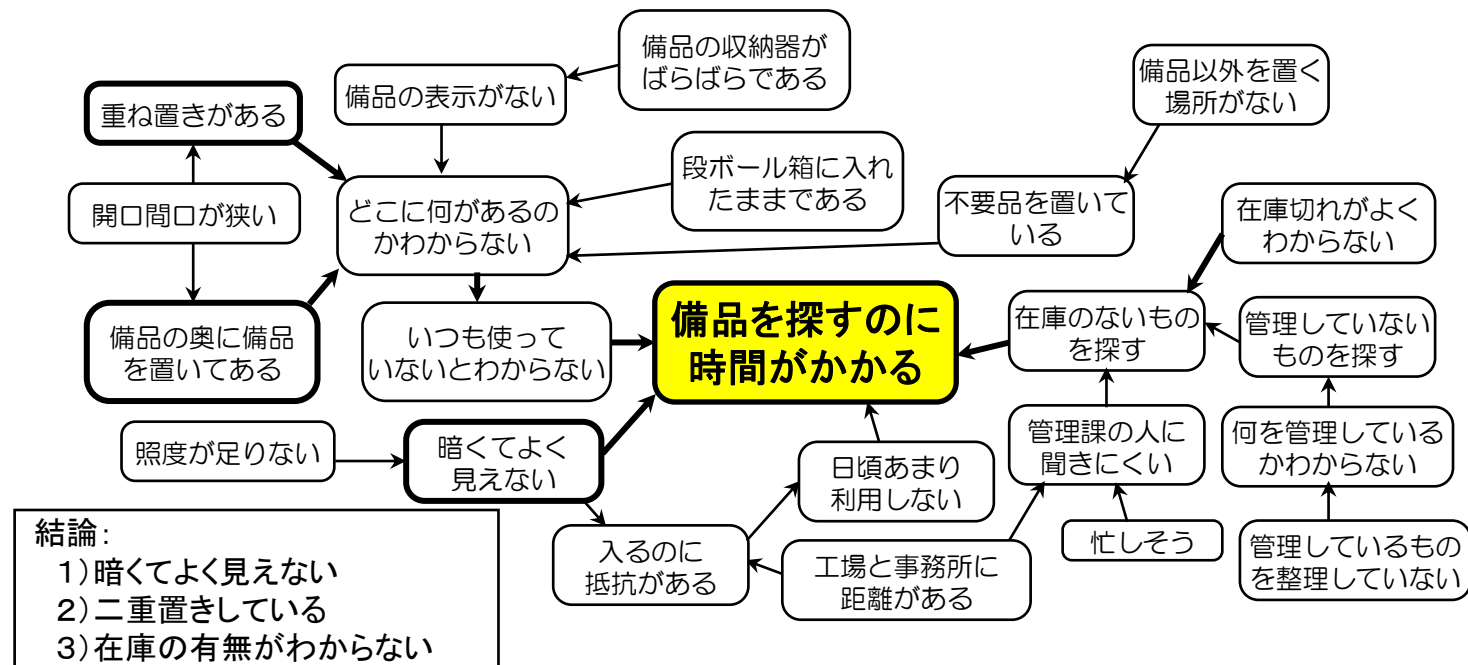 備品の収納器が
ばらばらである
備品以外を置く
場所がない
備品の表示がない
重ね置きがある
段ボール箱に入れ
たままである
どこに何があるの
かわからない
不要品を置いて
いる
在庫切れがよく
わからない
開口間口が狭い
備品の奥に備品
を置いてある
いつも使って
いないとわからない
備品を探すのに
時間がかかる
在庫のないもの
を探す
管理していない
ものを探す
照度が足りない
暗くてよく
見えない
日頃あまり
利用しない
管理課の人に
聞きにくい
何を管理している
かわからない
入るのに
抵抗がある
工場と事務所に
距離がある
忙しそう
管理しているもの
を整理していない
結論:
1)暗くてよく見えない
2)二重置きしている
3)在庫の有無がわからない